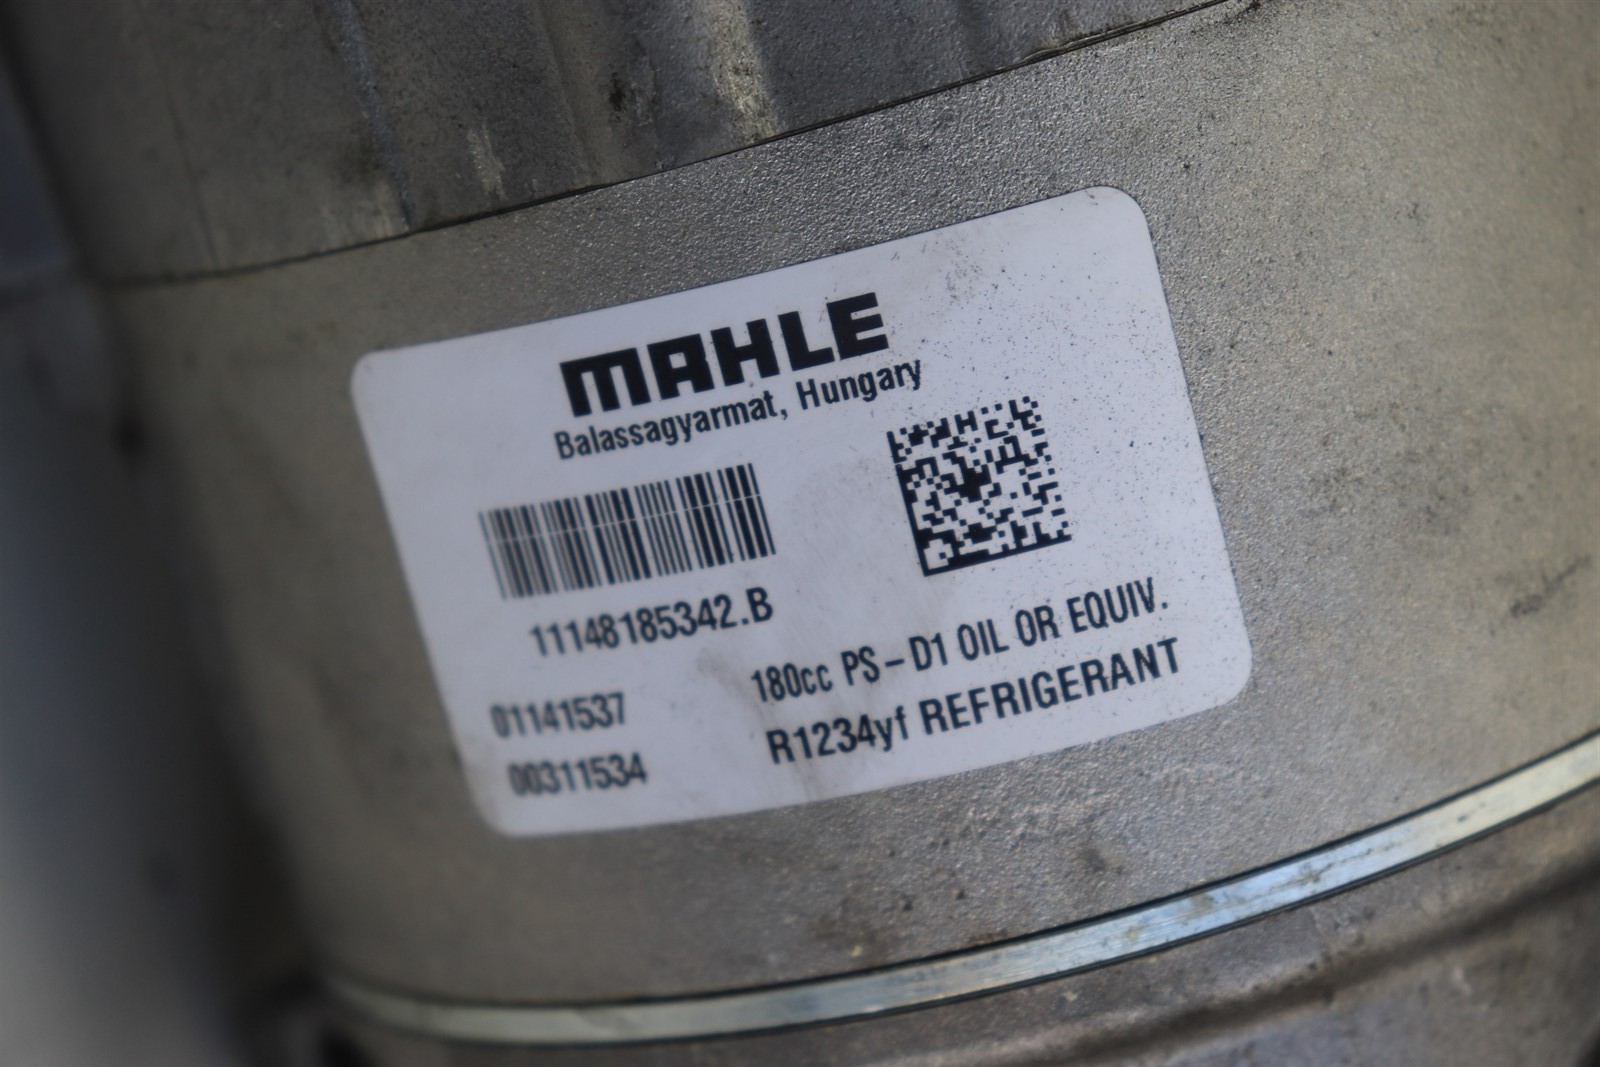 MAHLE
Balassagyarmat, Hungary
11148185342.B
01141537
00311534
180cc PS-D1 OIL OR EQUIV.
R1234yf REFRIGERANT